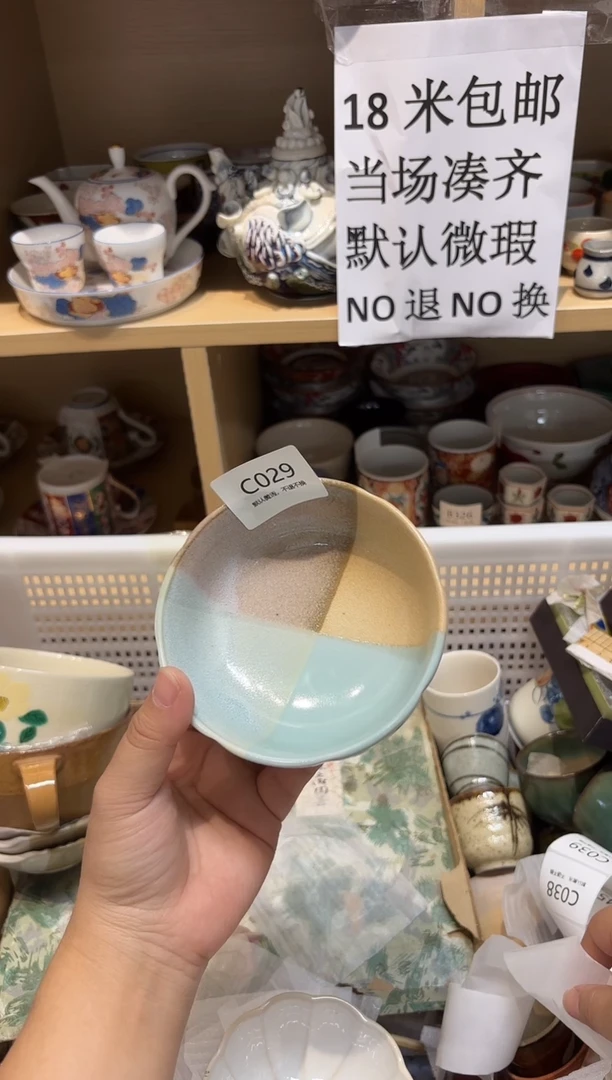 18 米包邮
当场凑齐
默认微瑕
NO 退 NO 换
C029
默认微瑕，不退不换
C039
C038